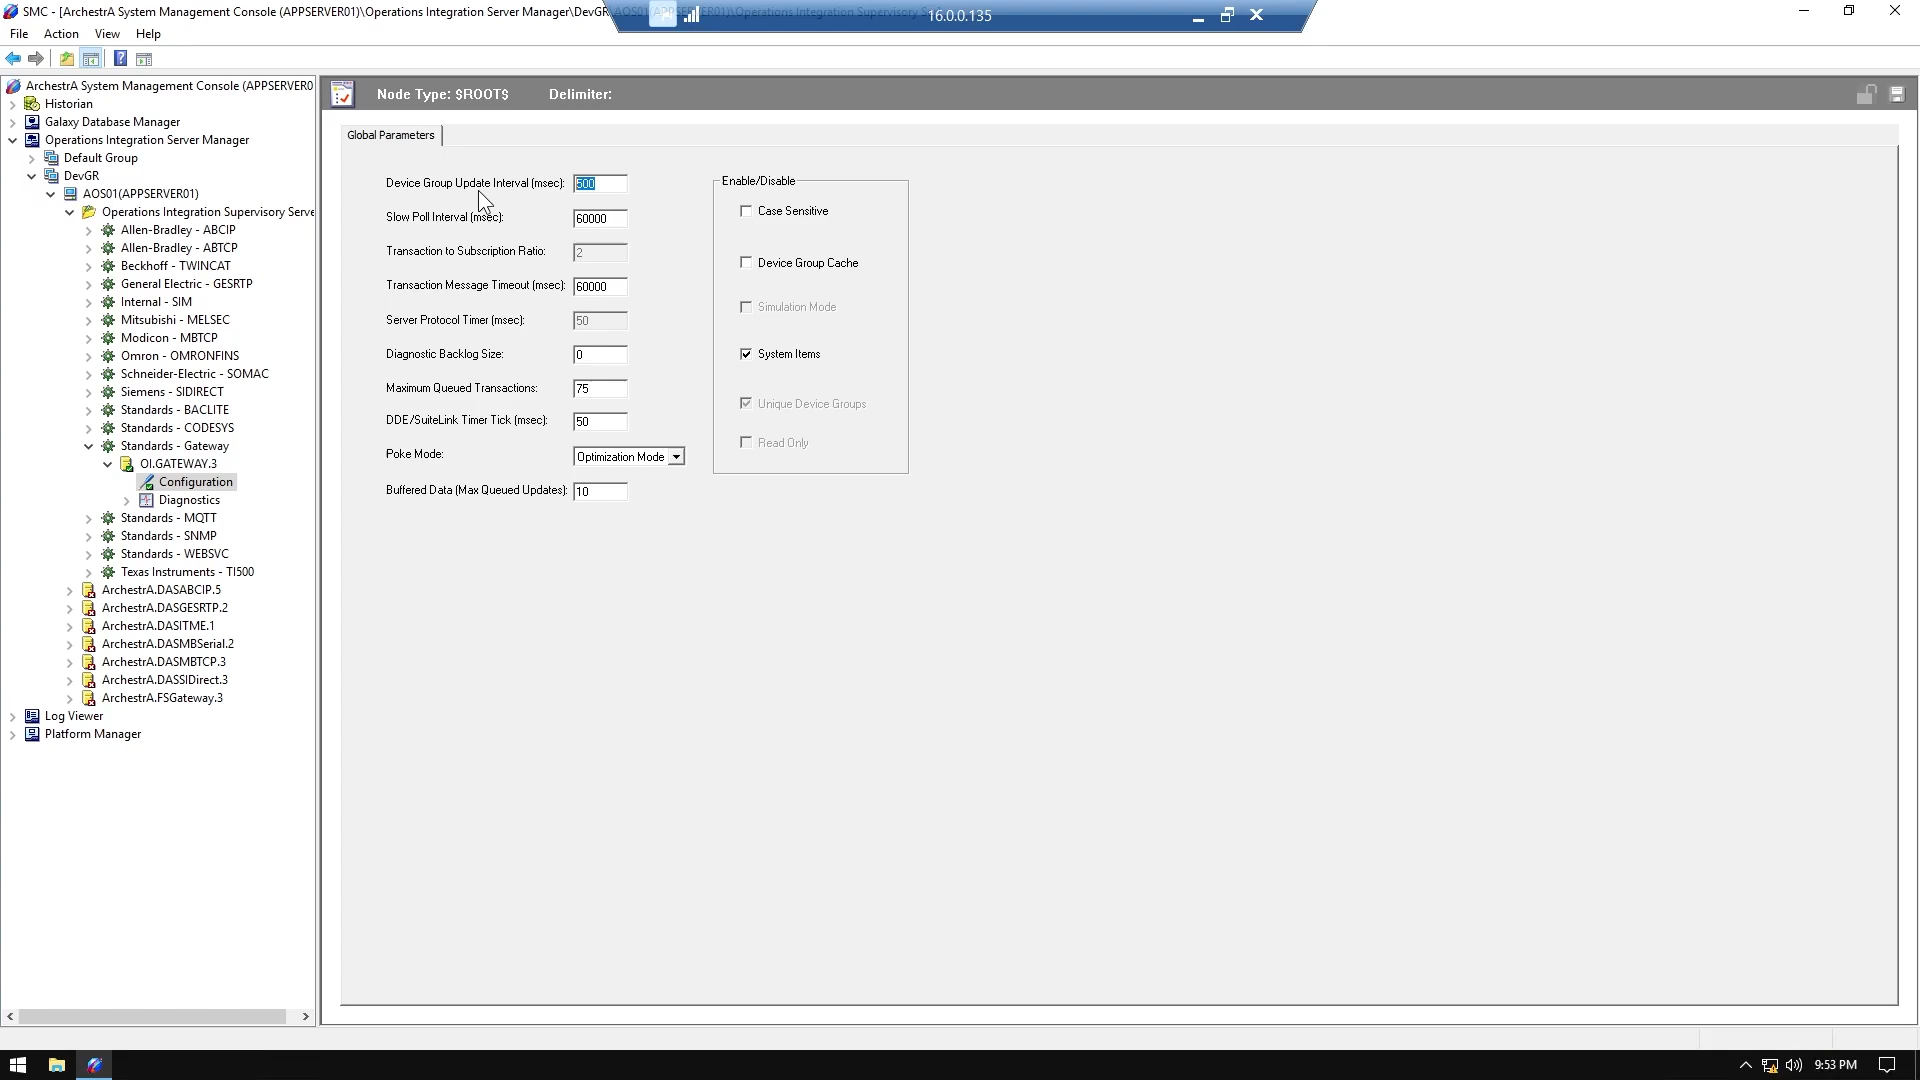 SMC - [ArchestrA System Management Console (APPSERVER01)\Operations Integration Server Manager\DevGR\AOS01(APPSERVER01)\Operations Integration Supervisory S
16.0.0.135
File Action View Help
ArchestrA System Management Console (APPSERVER0
Historian
Galaxy Database Manager
Operations Integration Server Manager
Default Group
DevGR
AOS01(APPSERVER01)
Operations Integration Supervisory Serve
Allen-Bradley - ABCIP
Allen-Bradley - ABTCP
Beckhoff - TWINCAT
General Electric - GESRTP
Internal - SIM
Mitsubishi - MELSEC
Modicon - MBTCP
Omron - OMRONFINS
Schneider-Electric - SOMAC
Siemens - SIDIRECT
Standards - BACLITE
Standards - CODESYS
Standards - Gateway
OI.GATEWAY.3
Configuration
Diagnostics
Standards - MQTT
Standards - SNMP
Standards - WEBSVC
Texas Instruments - TI500
ArchestrA.DASABCIP.5
ArchestrA.DASGESRTP.2
ArchestrA.DASITME.1
ArchestrA.DASMBSerial.2
ArchestrA.DASMBTCP.3
ArchestrA.DASSIDirect.3
ArchestrA.FSGateway.3
Log Viewer
Platform Manager
Node Type: $ROOT$ Delimiter:
Global Parameters
Device Group Update Interval (msec): 500
Slow Poll Interval (msec): 60000
Transaction to Subscription Ratio: 2
Transaction Message Timeout (msec): 60000
Server Protocol Timer (msec): 50
Diagnostic Backlog Size: 0
Maximum Queued Transactions: 75
DDE/SuiteLink Timer Tick (msec): 50
Poke Mode: Optimization Mode
Buffered Data (Max Queued Updates): 10
Enable/Disable
Case Sensitive
Device Group Cache
Simulation Mode
System Items
Unique Device Groups
Read Only
9:53 PM